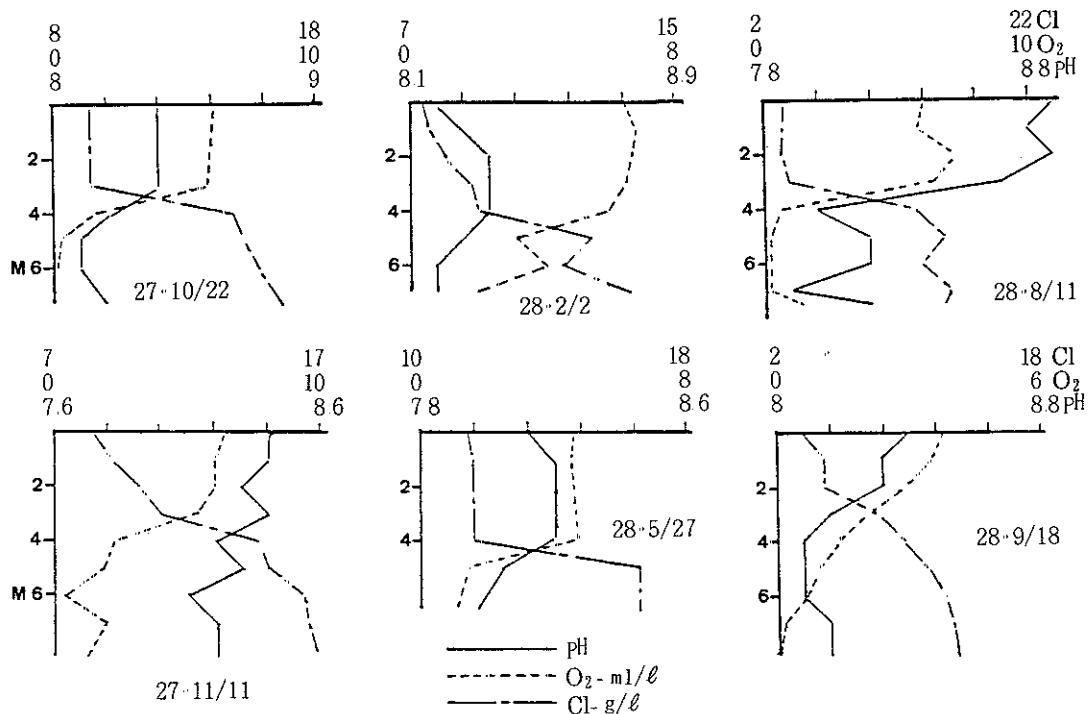 8 18
0 10
8 9
2
4
M 6
27·10/22
7 15
0 8
8.1 8.9
28·2/2
2 22 Cl
0 10 O₂
7.8 8.8 PH
2
4
6
28·8/11
7 17
0 10
7.6 8.6
2
4
M 6
27·11/11
10 18
0 8
7.8 8.6
2
4
28·5/27
2 18 Cl
0 6 O₂
8 8.8 PH
2
4
6
28·9/18
PH
O₂- ml/ℓ
Cl- g/ℓ